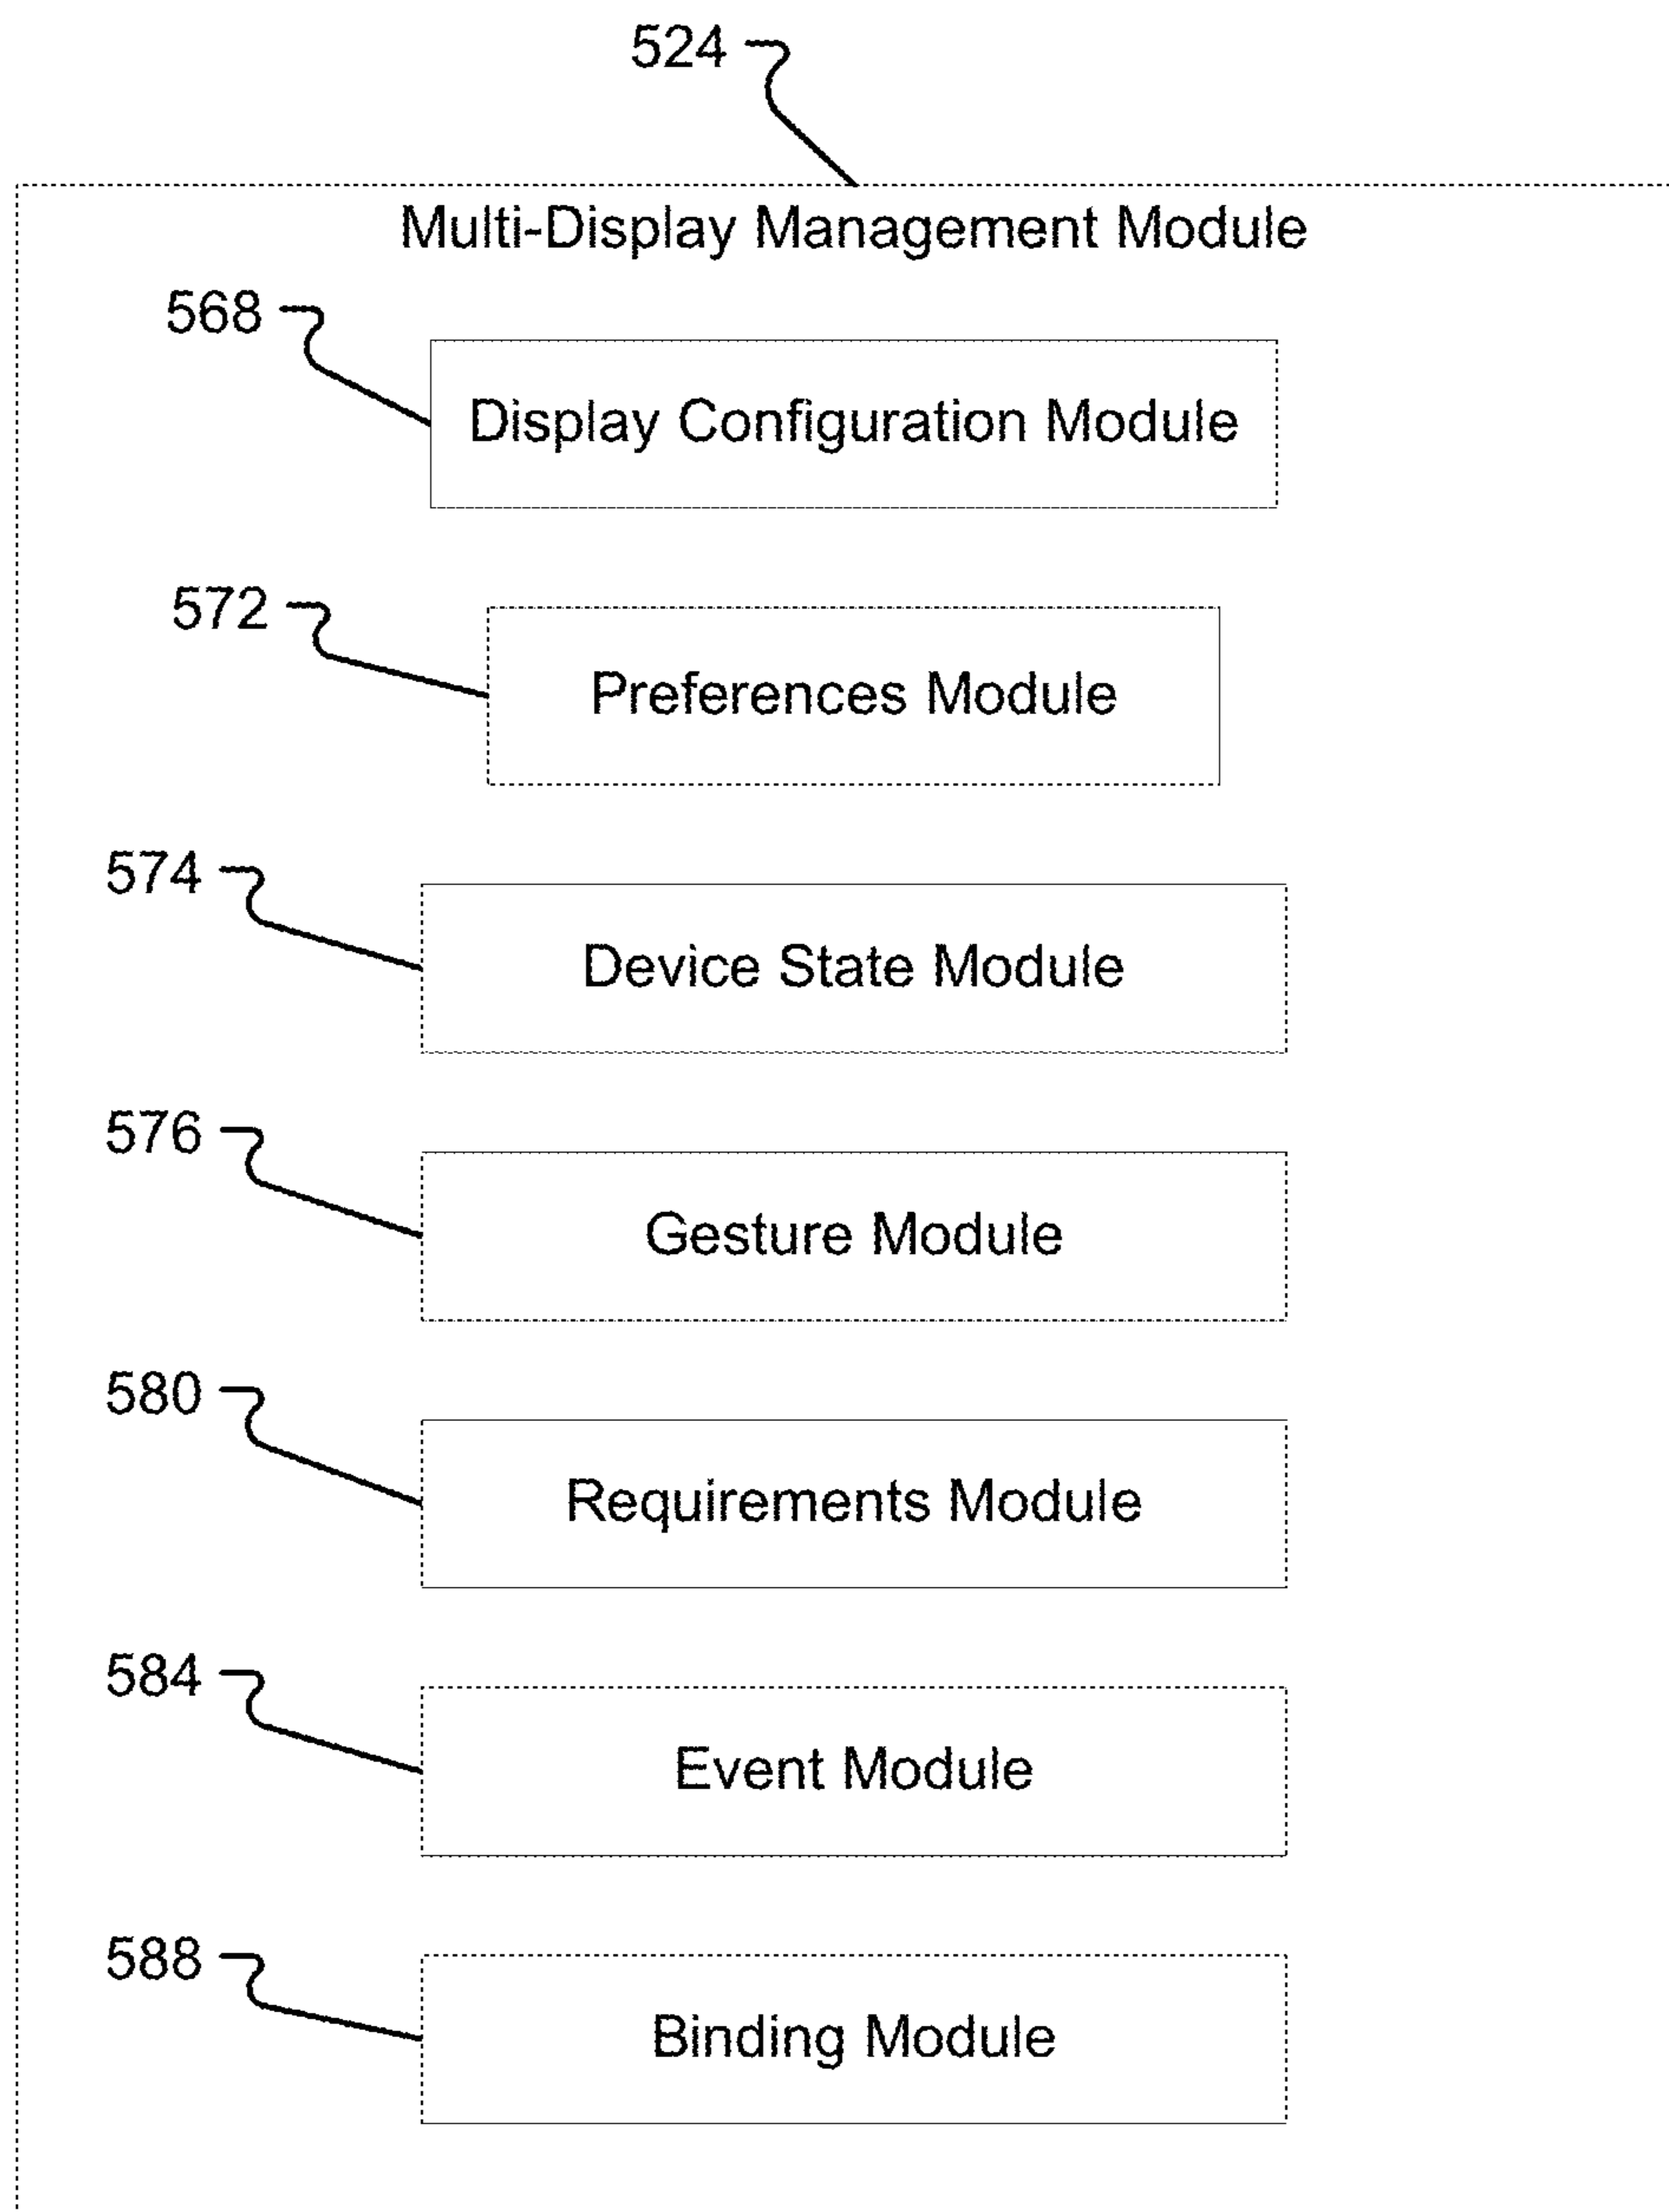 524
Multi-Display Management Module
568
Display Configuration Module
572
Preferences Module
574
Device State Module
576
Gesture Module
580
Requirements Module
584
Event Module
588
Binding Module